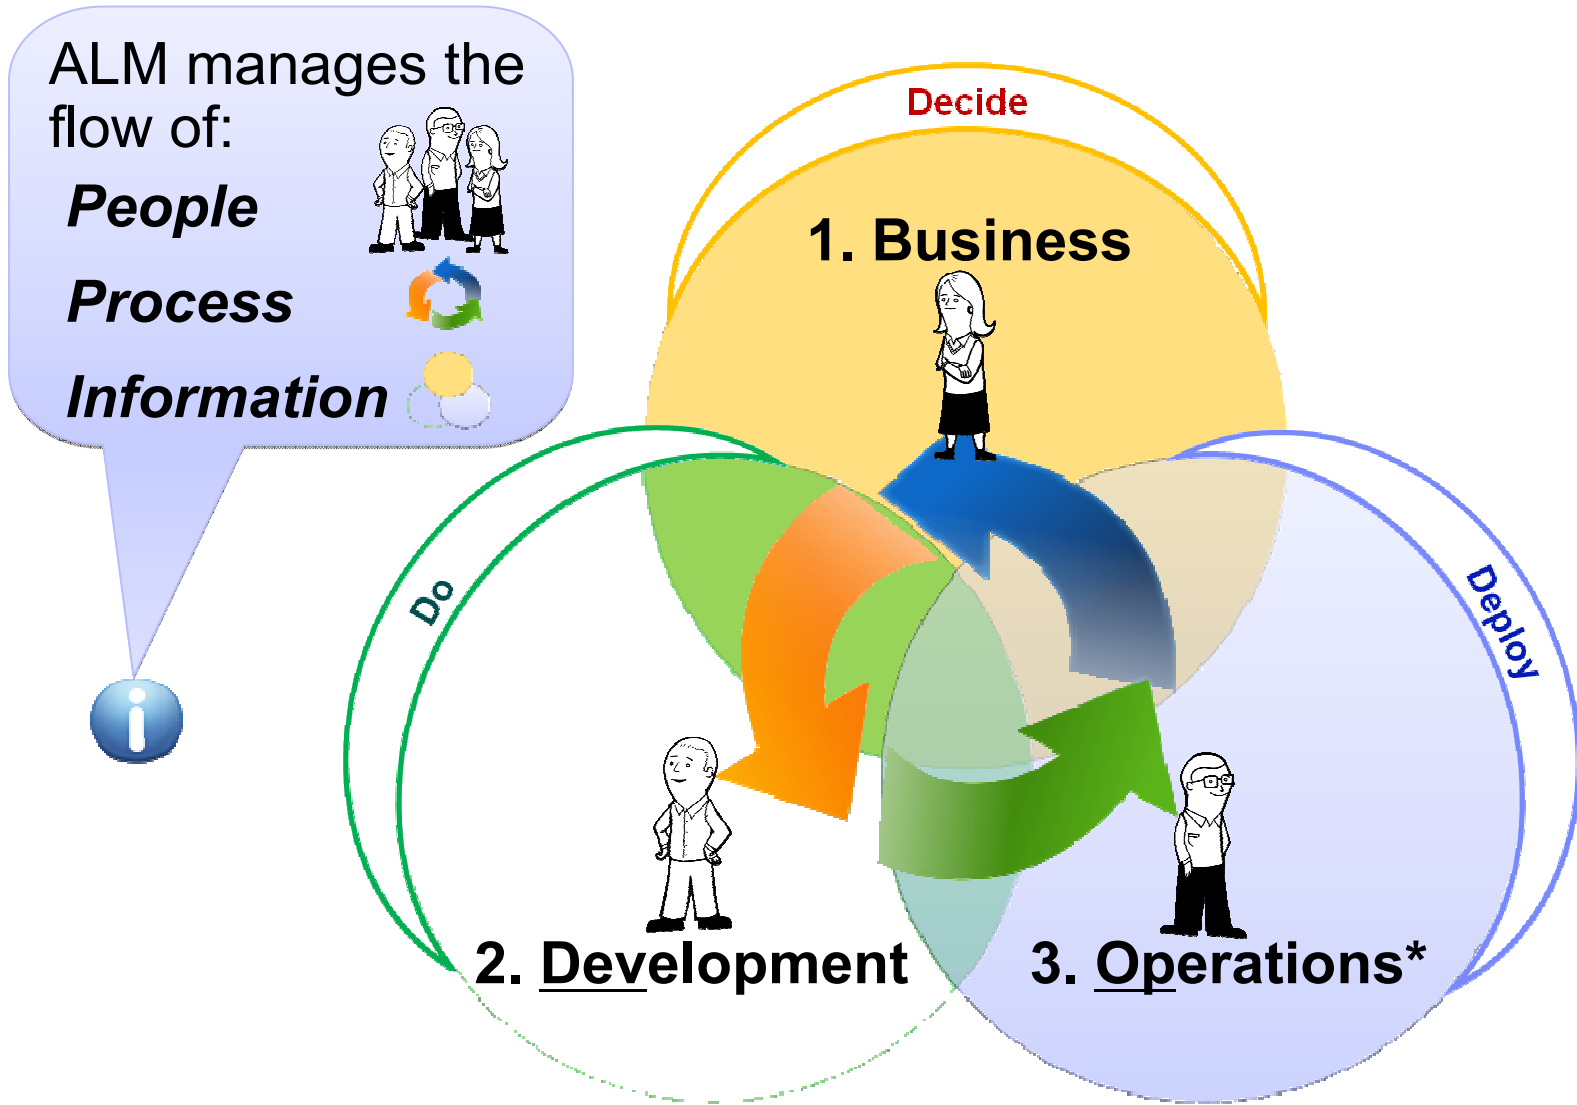 ALM manages the
flow of:
People
Process
Information
Decide
1. Business
Do
Deploy
2. Development
3. Operations*